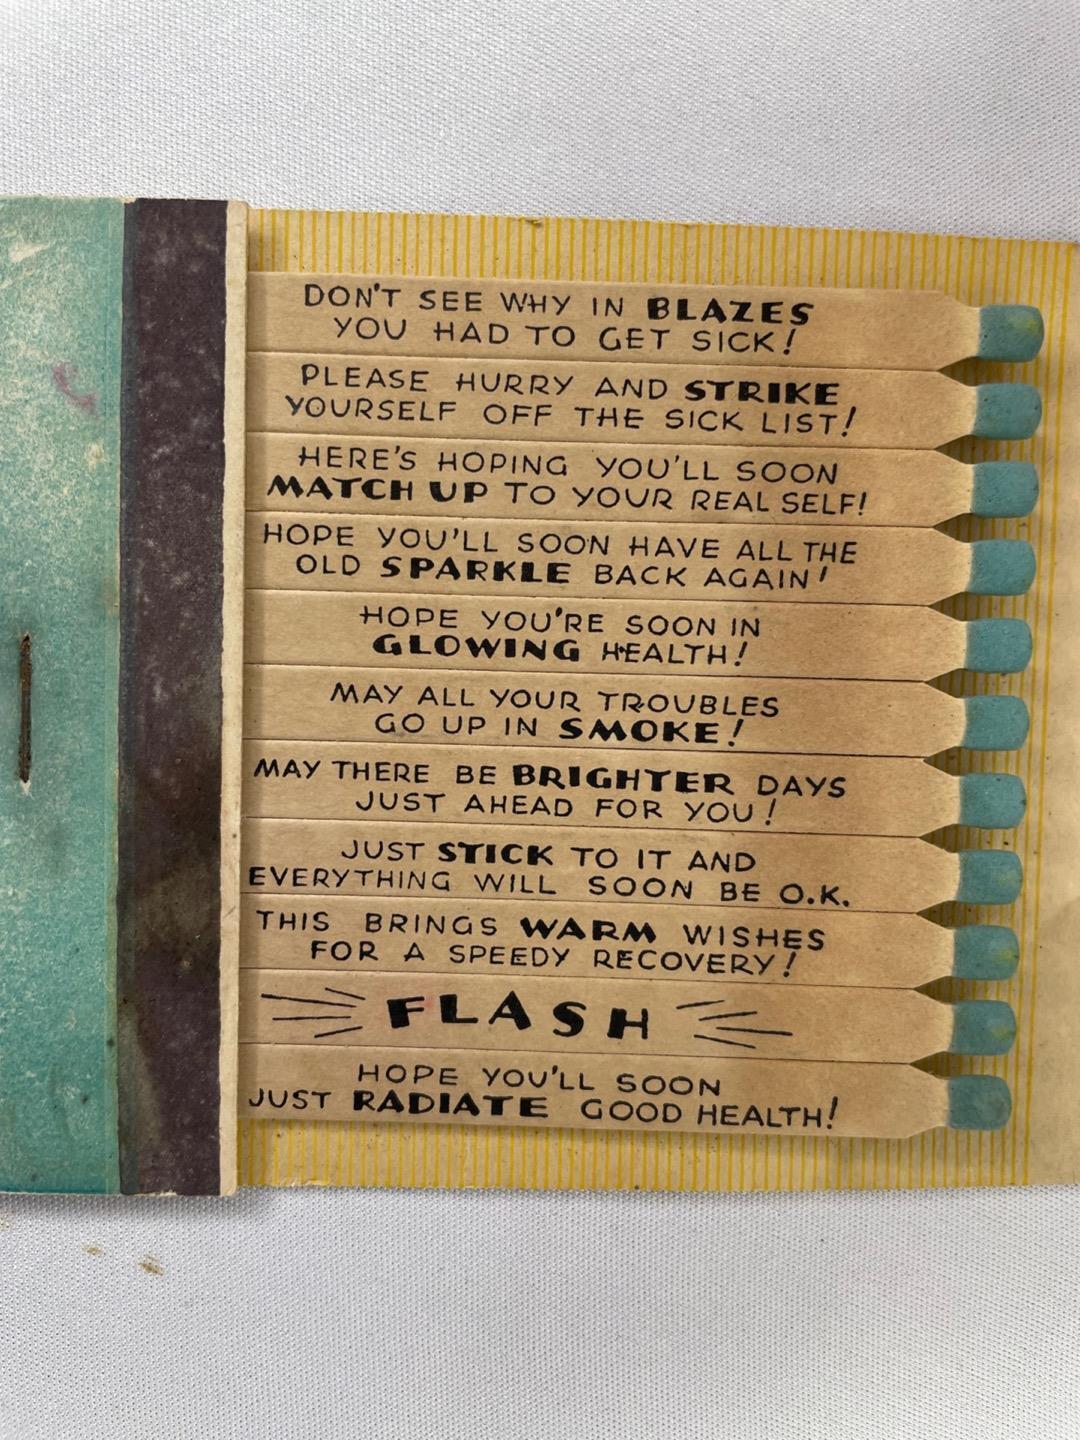 DON'T SEE WHY IN BLAZES
YOU HAD TO GET SICK!
PLEASE HURRY AND STRIKE
YOURSELF OFF THE SICK LIST!
HERE'S HOPING YOU'LL SOON
MATCH UP TO YOUR REAL SELF!
HOPE YOU'LL SOON HAVE ALL THE
OLD SPARKLE BACK AGAIN!
HOPE YOU'RE SOON IN
GLOWING HEALTH!
MAY ALL YOUR TROUBLES
GO UP IN SMOKE!
MAY THERE BE BRIGHTER DAYS
JUST AHEAD FOR YOU!
JUST STICK TO IT AND
EVERYTHING WILL SOON BE O.K.
THIS BRINGS WARM WISHES
FOR A SPEEDY RECOVERY!
FLASH
HOPE YOU'LL SOON
JUST RADIATE GOOD HEALTH!